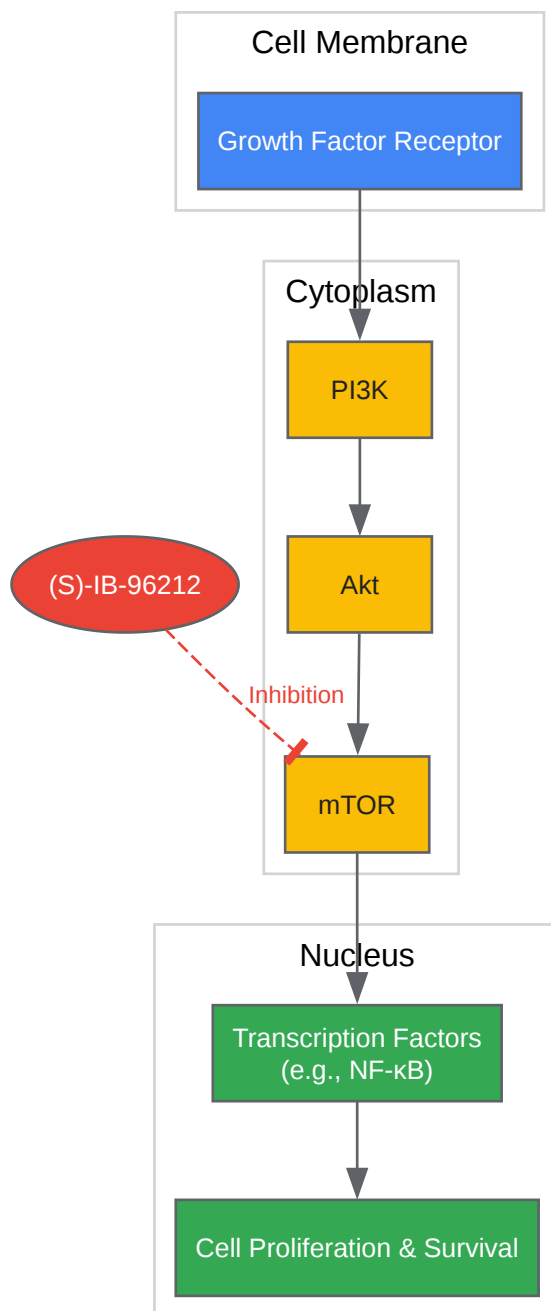 Cell Membrane
Growth Factor Receptor
Cytoplasm
PI3K
Akt
(S)-IB-96212
Inhibition
mTOR
Nucleus
Transcription Factors
(e.g., NF-κB)
Cell Proliferation & Survival